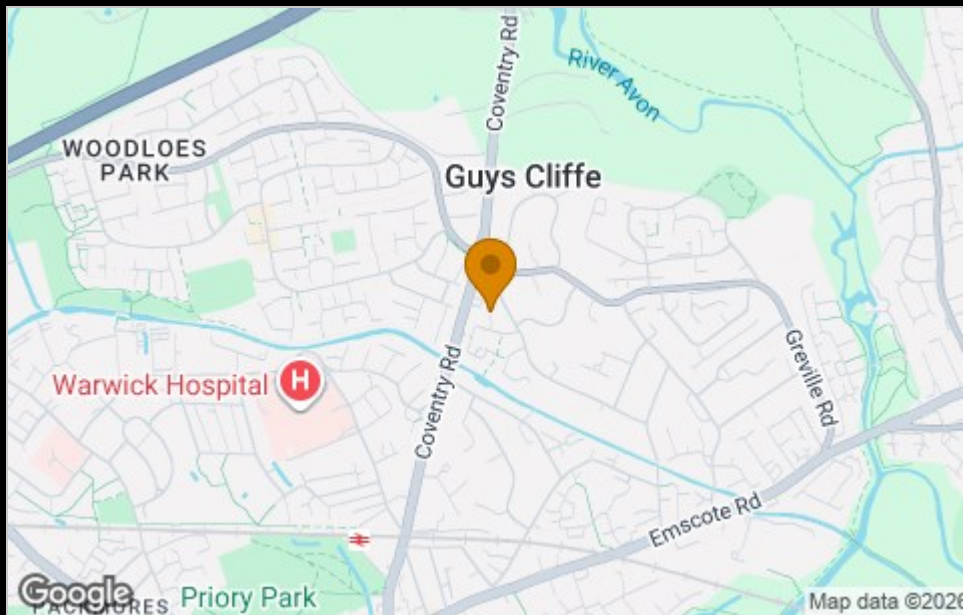 Coventry Rd
River Avon
WOODLOES
PARK
Guys Cliffe
Greville Rd
Warwick Hospital
H
Coventry Rd
Emscote Rd
Google
PACKMORES
Priory Park
Map data ©2026